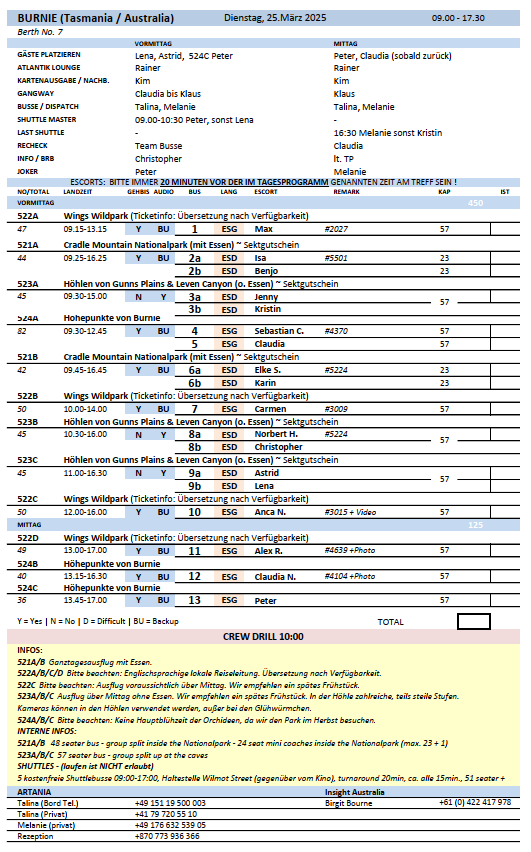 BURNIE (Tasmania / Australia) Dienstag, 25.März 2025 09.00 - 17.30
Berth No. 7
VORMITTAG MITTAG
GÄSTE PLATZIEREN Lena, Astrid, 524C Peter Peter, Claudia (sobald zurück)
ATLANTIK LOUNGE Rainer Rainer
KARTENAUSGABE / NACHB. Kim Kim
GANGWAY Claudia bis Klaus Klaus
BUSSE / DISPATCH Talina, Melanie Talina, Melanie
SHUTTLE MASTER 09.00-10:30 Peter, sonst Lena -
LAST SHUTTLE - 16:30 Melanie sonst Kristin
RECHECK Team Busse Claudia
INFO / BRB Christopher lt. TP
JOKER Peter Melanie
ESCORTS: BITTE IMMER 20 MINUTEN VOR DER IM TAGESPROGRAMM GENANNTEN ZEIT AM TREFF SEIN !
NO/TOTAL LANDZEIT GEHBIS AUDIO BUS LANG ESCORT REMARK KAP IST
VORMITTAG 450
522A Wings Wildpark (Ticketinfo: Übersetzung nach Verfügbarkeit)
47 09.15-13.15 Y BU 1 ESG Max #2027 57
521A Cradle Mountain Nationalpark (mit Essen) ~ Sektgutschein
44 09.25-16.25 Y BU 2a ESD Isa #5501 23
2b ESD Benjo 23
523A Höhlen von Gunns Plains & Leven Canyon (o. Essen) ~ Sektgutschein
45 09.30-15.00 N Y 3a ESD Jenny 57
3b ESD Kristin
524A Höhepunkte von Burnie
82 09.30-12.45 Y BU 4 ESG Sebastian C. #4370 57
5 ESG Claudia 57
521B Cradle Mountain Nationalpark (mit Essen) ~ Sektgutschein
42 09.45-16.45 Y BU 6a ESD Elke S. #5224 23
6b ESD Karin 23
522B Wings Wildpark (Ticketinfo: Übersetzung nach Verfügbarkeit)
50 10.00-14.00 Y BU 7 ESG Carmen #3009 57
523B Höhlen von Gunns Plains & Leven Canyon (o. Essen) ~ Sektgutschein
45 10.30-16.00 N Y 8a ESD Norbert H. #5224 57
8b ESD Christopher
523C Höhlen von Gunns Plains & Leven Canyon (o. Essen) ~ Sektgutschein
45 11.00-16.30 N Y 9a ESD Astrid 57
9b ESD Lena
522C Wings Wildpark (Ticketinfo: Übersetzung nach Verfügbarkeit)
50 12.00-16.00 Y BU 10 ESG Anca N. #3015 + Video 57
MITTAG 125
522D Wings Wildpark (Ticketinfo: Übersetzung nach Verfügbarkeit)
49 13.00-17.00 Y BU 11 ESG Alex R. #4639 +Photo 57
524B Höhepunkte von Burnie
40 13.15-16.30 Y BU 12 ESG Claudia N. #4104 +Photo 57
524C Höhepunkte von Burnie
36 13.45-17.00 Y BU 13 ESG Peter 57
Y = Yes | N = No | D = Difficult | BU = Backup TOTAL
CREW DRILL 10:00
INFOS:
521A/B Ganztagesausflug mit Essen.
522A/B/C/D Bitte beachten: Englischsprachige lokale Reiseleitung. Übersetzung nach Verfügbarkeit.
522C Bitte beachten: Ausflug voraussichtlich über Mittag. Wir empfehlen ein spätes Frühstück.
523A/B/C Ausflug über Mittag ohne Essen. Wir empfehlen ein spätes Frühstück. In der Höhle zahlreiche, teils steile Stufen.
Kameras können in den Höhlen verwendet werden, außer bei den Glühwürmchen.
524A/B/C Bitte beachten: Keine Hauptblühzeit der Orchideen, da wir den Park im Herbst besuchen.
INTERNE INFOS:
521A/B 48 seater bus - group split inside the Nationalpark - 24 seat mini coaches inside the Nationalpark (max. 23 + 1)
523A/B/C 57 seater bus - group split up at the caves
SHUTTLES - (laufen ist NICHT erlaubt)
5 kostenfreie Shuttlebusse 09:00-17:00, Haltestelle Wilmot Street (gegenüber vom Kino), turnaround 20min, ca. alle 15min., 51 seater +
ARTANIA Insight Australia
Talina (Bord Tel.) +49 151 19 500 003 Birgit Bourne +61 (0) 422 417 978
Talina (Privat) +41 79 720 55 10
Melanie (privat) +49 176 632 539 05
Rezeption +870 773 936 366